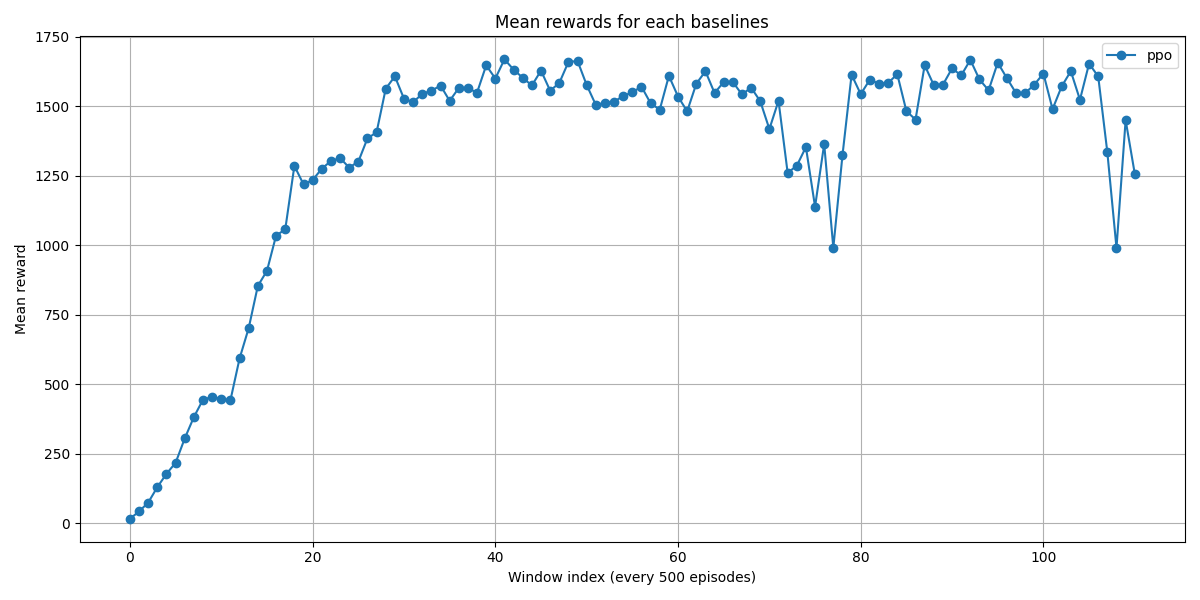 Mean rewards for each baselines
ppo
Mean reward
1750
1500
1250
1000
750
500
250
0
0 20 40 60 80 100
Window index (every 500 episodes)